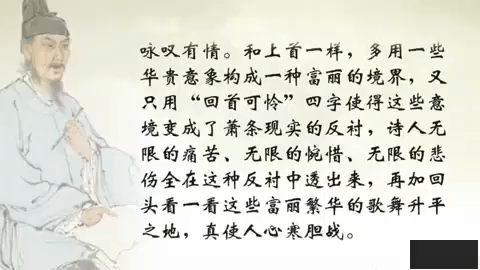 咏叹有情。和上首一样，多用一些
华贵意象构成一种富丽的境界，又
只用“回首可怜”四字使得这些意
境变成了萧条现实的反衬，诗人无
限的痛苦、无限的惋惜、无限的悲
伤全在这种反衬中透出来，再加回
头看一看这些富丽繁华的歌舞升平
之地，真使人心寒胆战。